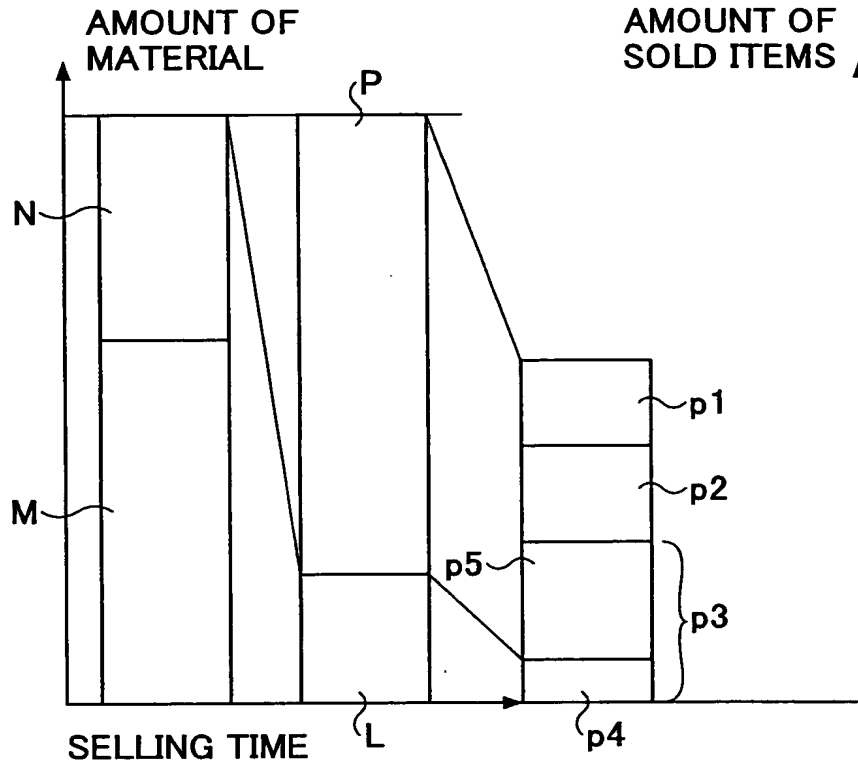 AMOUNT OF
MATERIAL
AMOUNT OF
SOLD ITEMS
P
N
p1
M
p2
p5
p3
L
p4
SELLING TIME